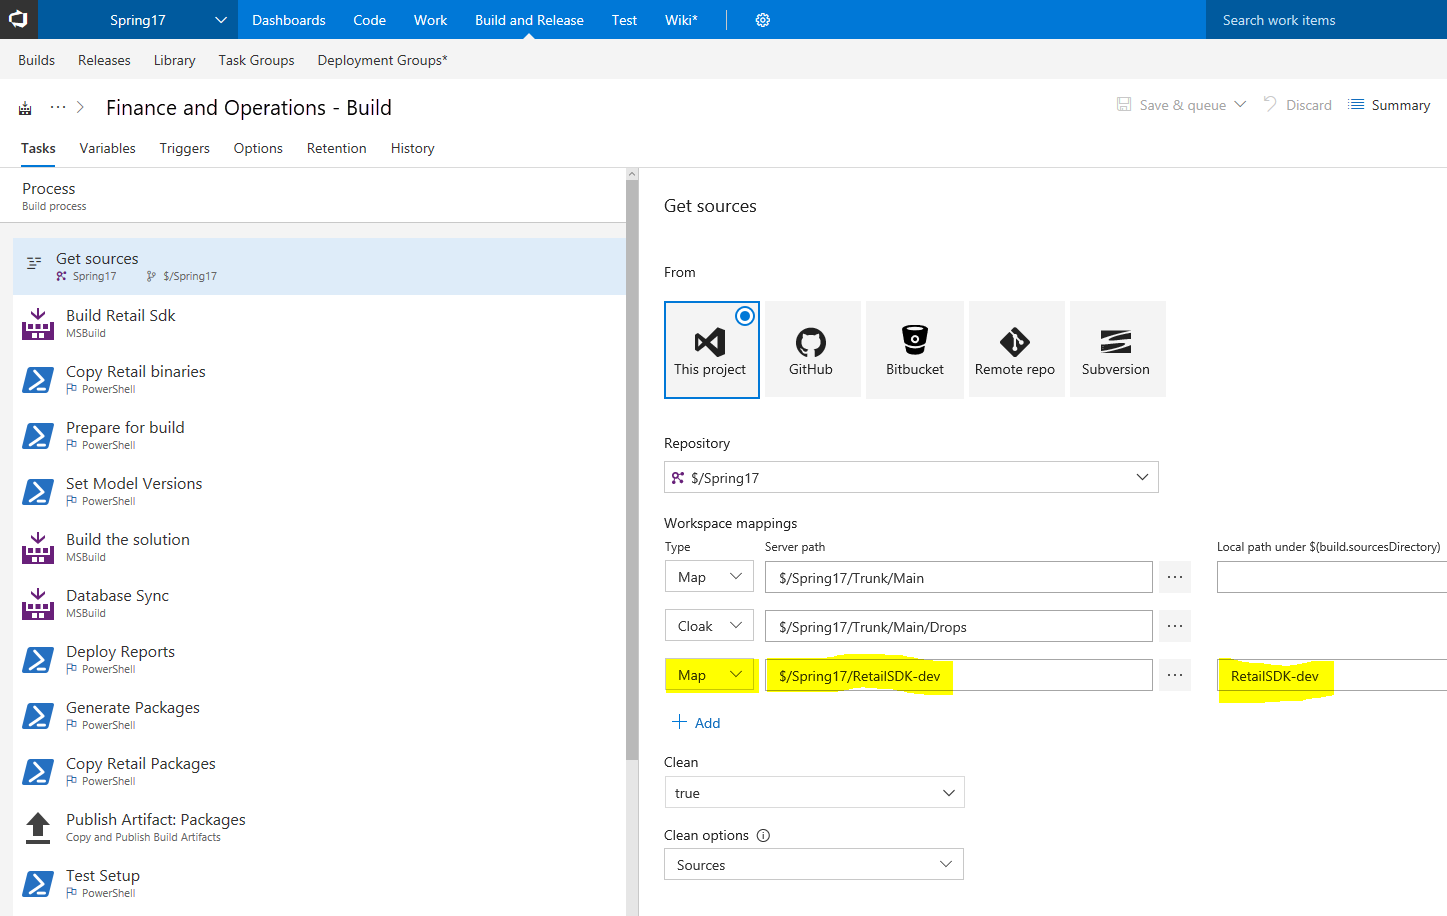 Spring17
Dashboards Code Work Build and Release Test Wiki*
Search work items
Builds Releases Library Task Groups Deployment Groups*
··· > Finance and Operations - Build
Save & queue Discard Summary
Tasks Variables Triggers Options Retention History
Process
Build process
Get sources
Spring17 $/Spring17
Build Retail Sdk
MSBuild
Copy Retail binaries
PowerShell
Prepare for build
PowerShell
Set Model Versions
PowerShell
Build the solution
MSBuild
Database Sync
MSBuild
Deploy Reports
PowerShell
Generate Packages
PowerShell
Copy Retail Packages
PowerShell
Publish Artifact: Packages
Copy and Publish Build Artifacts
Test Setup
PowerShell
Get sources
From
This project GitHub Bitbucket Remote repo Subversion
Repository
$/Spring17
Workspace mappings
Type Server path Local path under $(build.sourcesDirectory)
Map $/Spring17/Trunk/Main ···
Cloak $/Spring17/Trunk/Main/Drops ···
Map $/Spring17/RetailSDK-dev ··· RetailSDK-dev
+ Add
Clean
true
Clean options
Sources